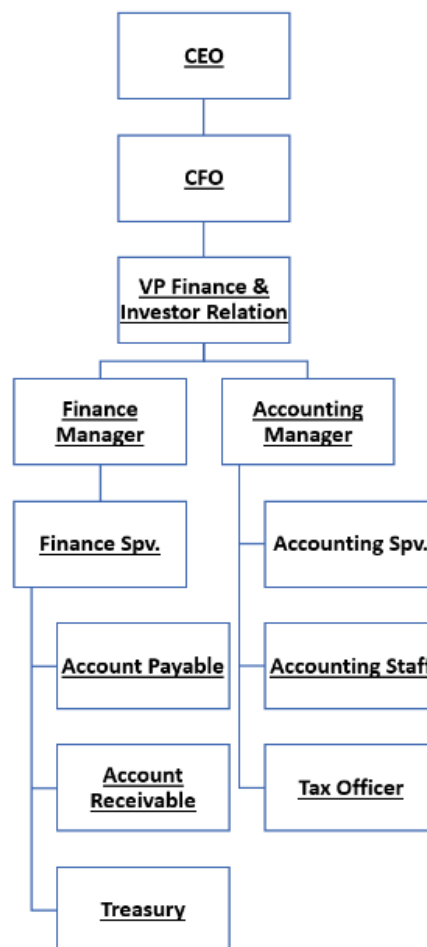 CEO
CFO
VP Finance &
Investor Relation
Finance
Manager
Accounting
Manager
Finance Spv.
Accounting Spv.
Account Payable
Accounting Staff
Account
Receivable
Tax Officer
Treasury